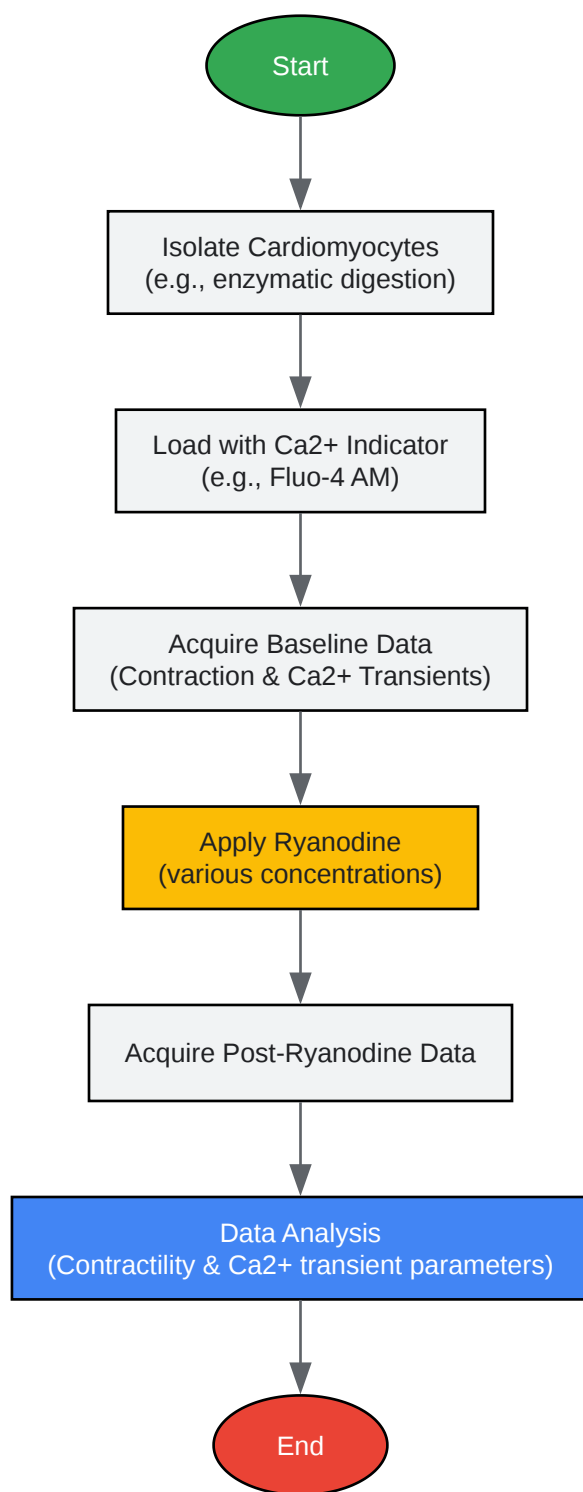 Start
Isolate Cardiomyocytes
(e.g., enzymatic digestion)
Load with Ca2+ Indicator
(e.g., Fluo-4 AM)
Acquire Baseline Data
(Contraction & Ca2+ Transients)
Apply Ryanodine
(various concentrations)
Acquire Post-Ryanodine Data
Data Analysis
(Contractility & Ca2+ transient parameters)
End